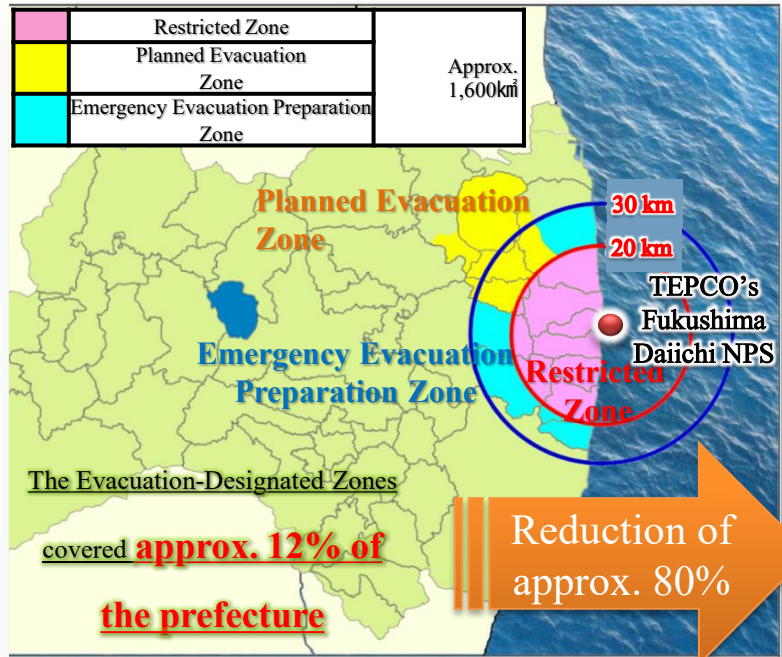 Restricted Zone
Planned Evacuation
Zone
Emergency Evacuation Preparation
Zone
Approx.
1,600㎢
Planned Evacuation
Zone
30 km
20 km
TEPCO’s
Fukushima
Daiichi NPS
Emergency Evacuation
Preparation Zone
Restricted
Zone
The Evacuation-Designated Zones
covered approx. 12% of
the prefecture
Reduction of
approx. 80%